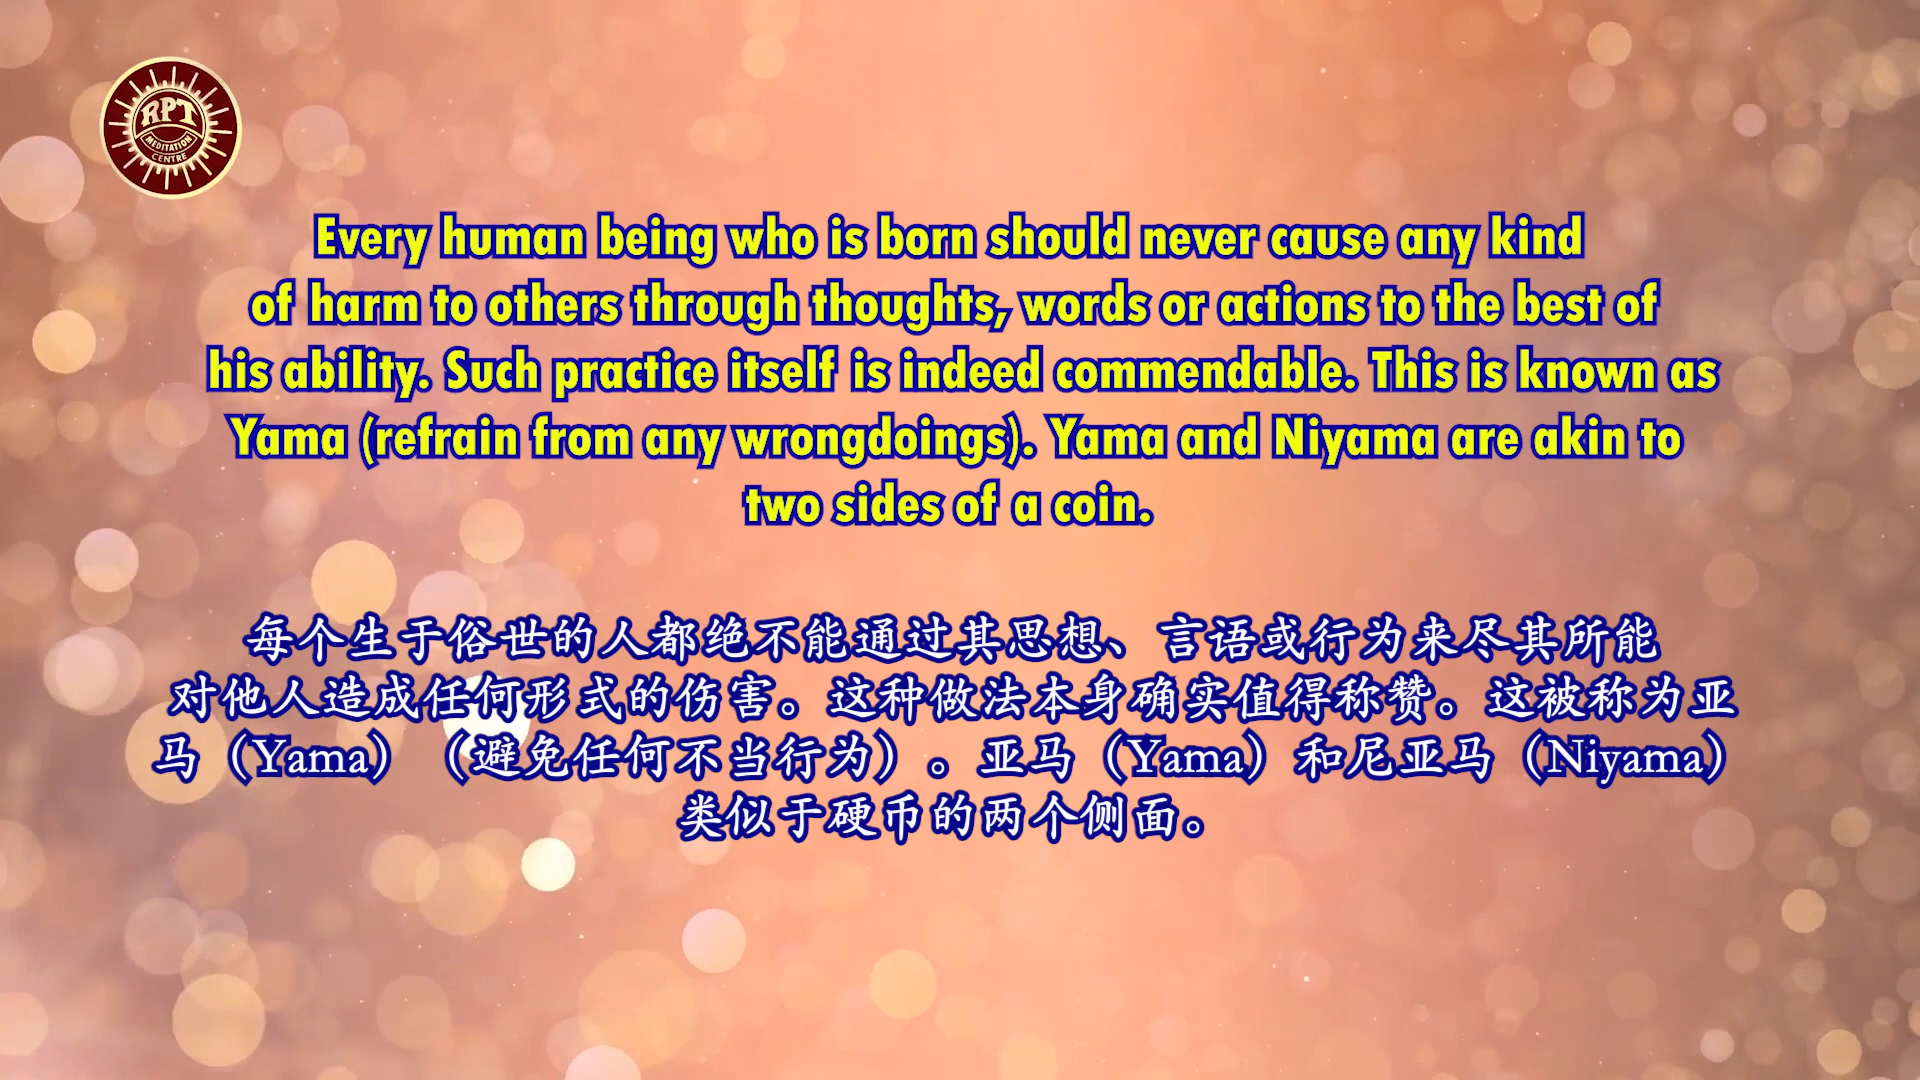 RPT
MEDITATION
CENTRE
Every human being who is born should never cause any kind
of harm to others through thoughts, words or actions to the best of
his ability. Such practice itself is indeed commendable. This is known as
Yama (refrain from any wrongdoings). Yama and Niyama are akin to
two sides of a coin.
每个生于俗世的人都绝不能通过其思想、言语或行为来尽其所能
对他人造成任何形式的伤害。这种做法本身确实值得称赞。这被称为亚
马（Yama）（避免任何不当行为）。亚马（Yama）和尼亚马（Niyama）
类似于硬币的两个侧面。